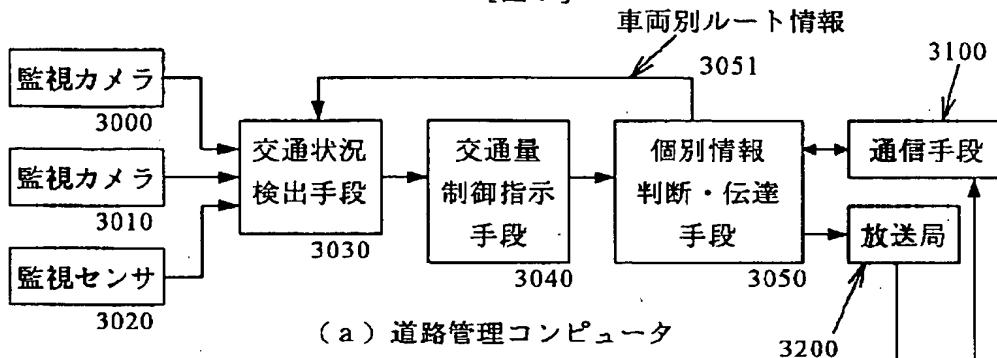 車両別ルート情報
3051
3100
監視カメラ
3000
監視カメラ
3010
監視センサ
3020
交通状況
検出手段
3030
交通量
制御指示
手段
3040
個別情報
判断・伝達
手段
3050
通信手段
放送局
3200
(a)道路管理コンピュータ